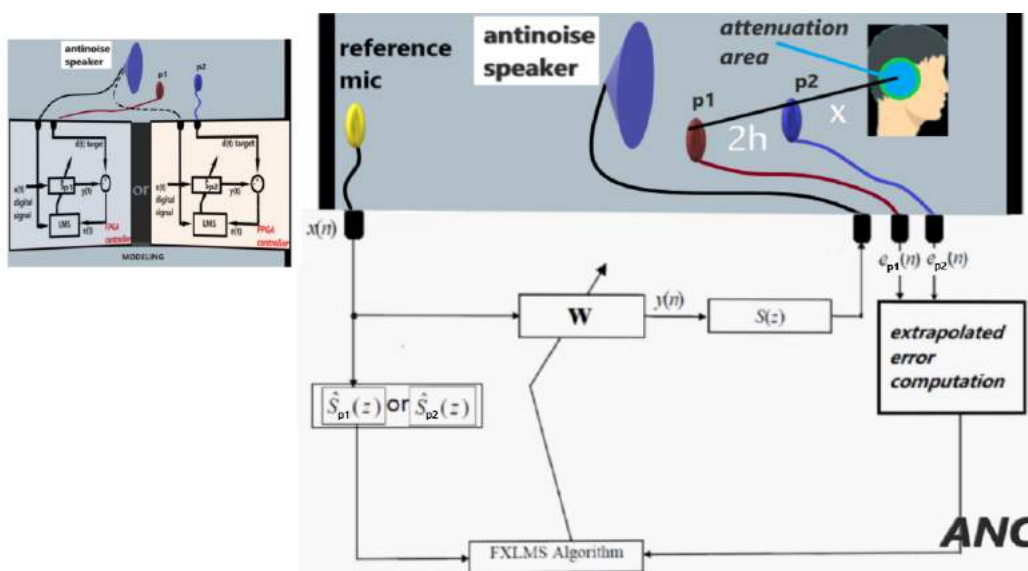 antinoise
speaker
p1
p2
d(t) target
x(t)
digital
signal
Ŝp1
y(t)
LMS
e(t)
FPGA
controller
or
d(t) target
x(t)
digital
signal
Ŝp2
y(t)
LMS
e(t)
FPGA
controller
MODELING
reference
mic
antinoise
speaker
attenuation
area
p1
p2
2h
x
x(n)
e_p1(n)
e_p2(n)
W
y(n)
S(z)
extrapolated
error
computation
Ŝ_p1(z) or Ŝ_p2(z)
FXLMS Algorithm
ANC